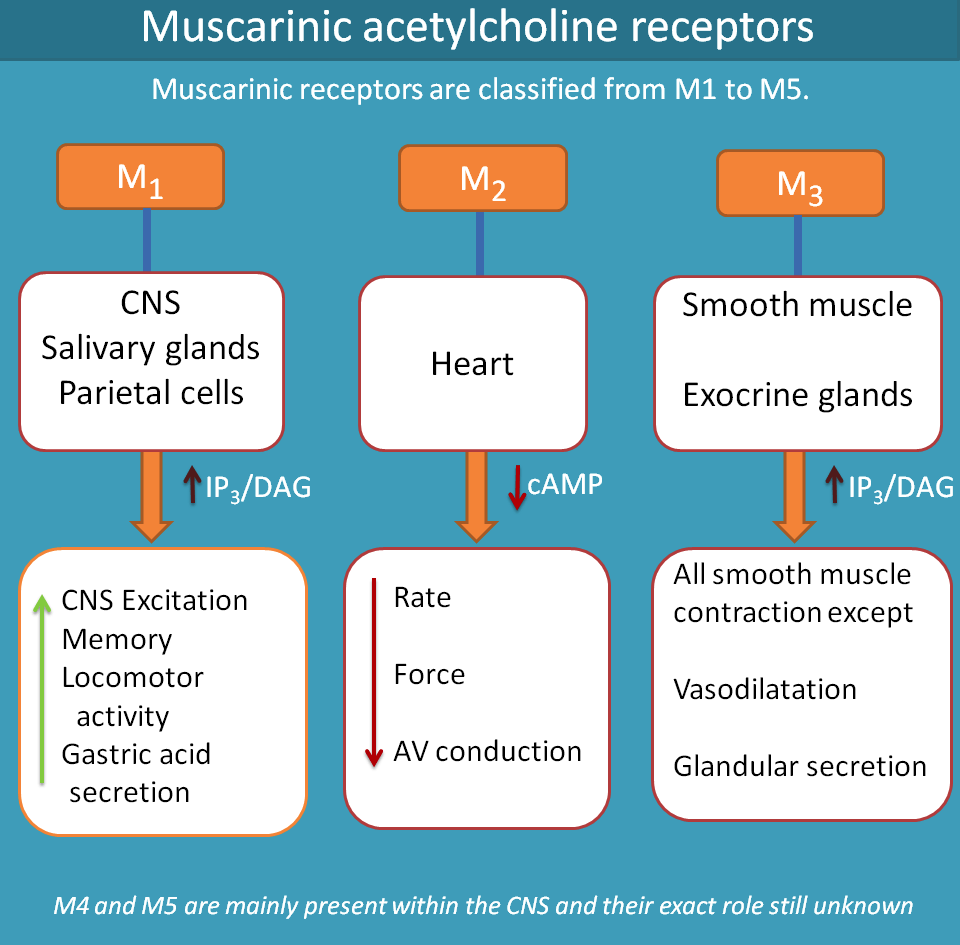 Muscarinic acetylcholine receptors
Muscarinic receptors are classified from M1 to M5.
M1
CNS
Salivary glands
Parietal cells
IP3/DAG
CNS Excitation
Memory
Locomotor
activity
Gastric acid
secretion
M2
Heart
cAMP
Rate
Force
AV conduction
M3
Smooth muscle
Exocrine glands
IP3/DAG
All smooth muscle
contraction except
Vasodilatation
Glandular secretion
M4 and M5 are mainly present within the CNS and their exact role still unknown